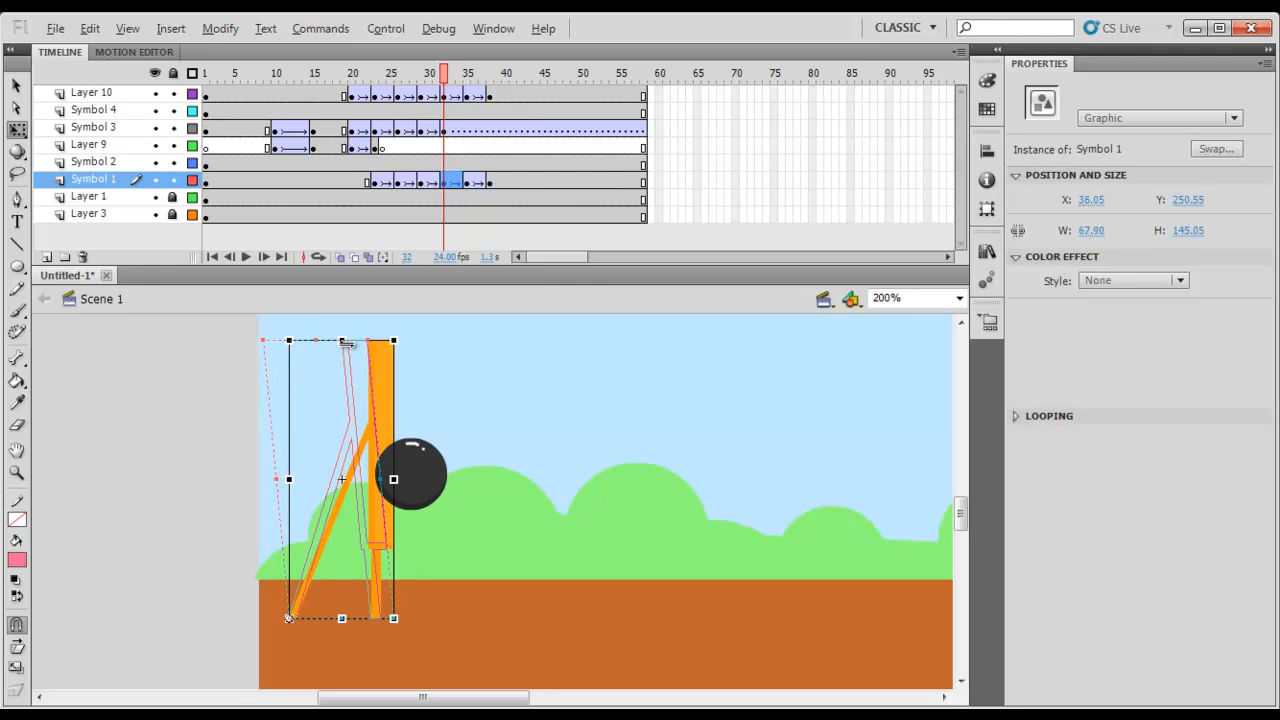 Fl File Edit View Insert Modify Text Commands Control Debug Window Help CLASSIC CS Live
TIMELINE MOTION EDITOR
1 5 10 15 20 25 30 35 40 45 50 55 60 65 70 75 80 85 90 95
Layer 10
Symbol 4
Symbol 3
Layer 9
Symbol 2
Symbol 1
Layer 1
Layer 3
32 24.00fps 1.3s
Untitled-1*
Scene 1 200%
PROPERTIES
Graphic
Instance of: Symbol 1 Swap...
POSITION AND SIZE
X: 36.05 Y: 250.55
W: 67.90 H: 145.05
COLOR EFFECT
Style: None
LOOPING